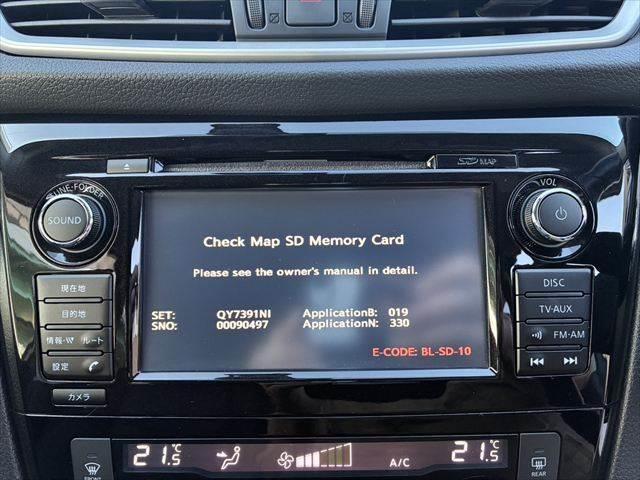 SD MAP
TUNE·FOLDER
SOUND
VOL
現在地
目的地
情報·VI ルート
設定
カメラ
DISC
TV·AUX
FM·AM
Check Map SD Memory Card
Please see the owner's manual in detail.
SET: QY7391NI ApplicationB: 019
SNO: 00090497 ApplicationN: 330
E-CODE: BL-SD-10
21.5℃
A/C
21.5℃
FRONT
REAR